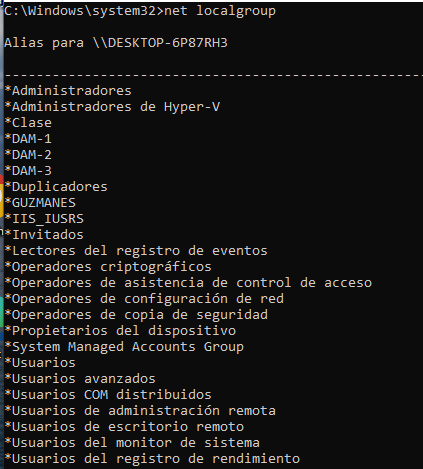 C:\Windows\system32>net localgroup
Alias para \\DESKTOP-6P87RH3
-------------------------------------------------------
*Administradores
*Administradores de Hyper-V
*Clase
*DAM-1
*DAM-2
*DAM-3
*Duplicadores
*GUZMANES
*IIS_IUSRS
*Invitados
*Lectores del registro de eventos
*Operadores criptográficos
*Operadores de asistencia de control de acceso
*Operadores de configuración de red
*Operadores de copia de seguridad
*Propietarios del dispositivo
*System Managed Accounts Group
*Usuarios
*Usuarios avanzados
*Usuarios COM distribuidos
*Usuarios de administración remota
*Usuarios de escritorio remoto
*Usuarios del monitor de sistema
*Usuarios del registro de rendimiento